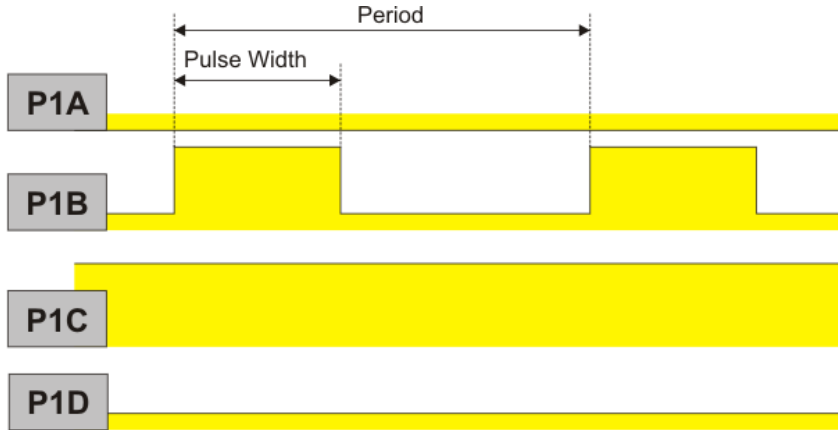 Period
Pulse Width
P1A
P1B
P1C
P1D